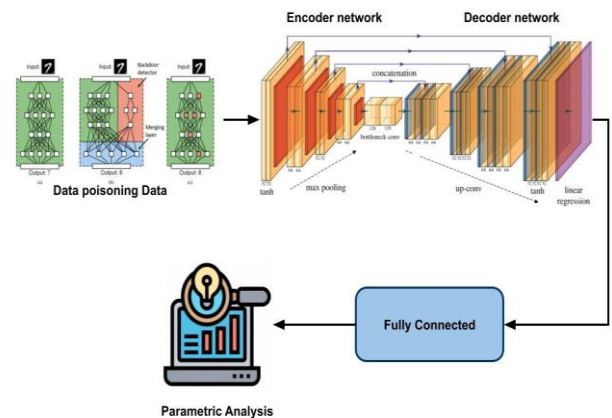 Encoder network
Decoder network
Input:
Input:
Backdoor
detector
Input:
Merging
layer
Output: 7
Output: 8
Output: 8
(a)
(b)
(c)
Data poisoning Data
concatenation
bottleneck conv
tanh
max pooling
up-conv
tanh
linear
regression
Fully Connected
Parametric Analysis